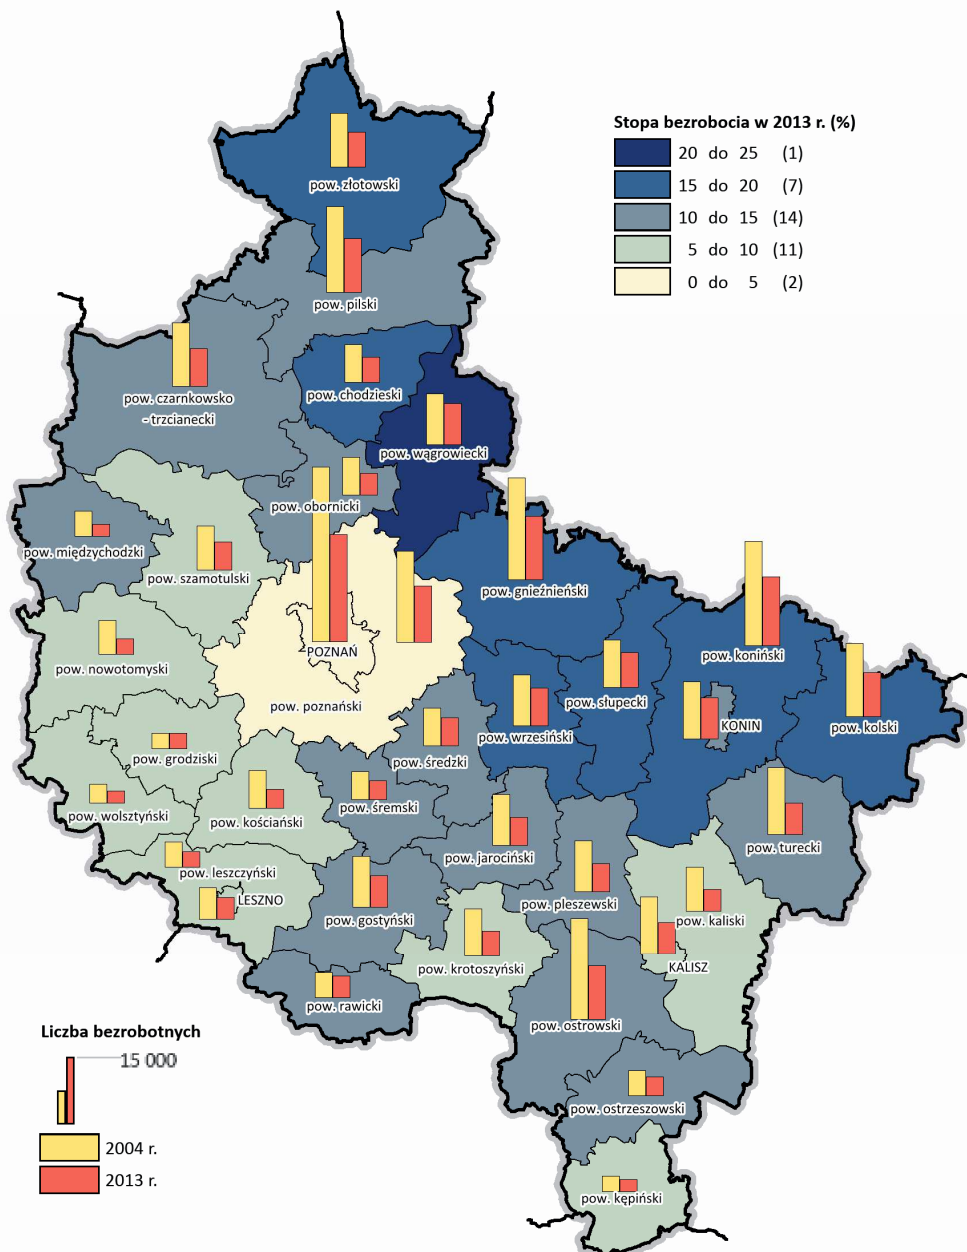 Stopa bezrobocia w 2013 r. (%)
20 do 25 (1)
15 do 20 (7)
10 do 15 (14)
5 do 10 (11)
0 do 5 (2)
pow. złotowski
pow. pilski
pow. czarnkowsko
- trzcianecki
pow. chodzieski
pow. wągrowiecki
pow. obornicki
pow. międzychodzki
pow. szamotulski
pow. gnieźnieński
POZNAŃ
pow. koniński
pow. nowotomyski
pow. poznański
pow. słupecki
KONIN
pow. kolski
pow. wrzesiński
pow. średzki
pow. grodziski
pow. śremski
pow. wolsztyński
pow. kościański
pow. jarociński
pow. turecki
pow. leszczyński
LESZNO
pow. gostyński
pow. pleszewski
pow. kaliski
pow. krotoszyński
KALISZ
pow. rawicki
pow. ostrowski
pow. ostrzeszowski
pow. kępiński
Liczba bezrobotnych
15 000
2004 r.
2013 r.